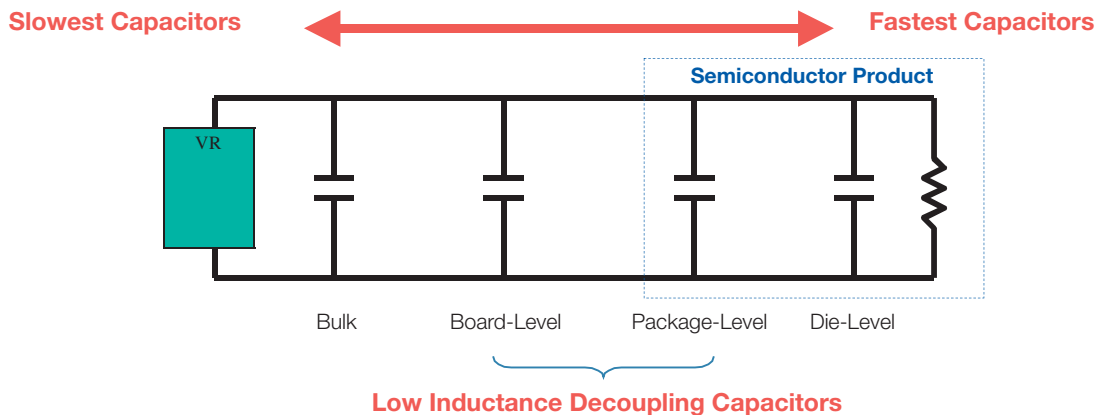 Slowest Capacitors
Fastest Capacitors
Semiconductor Product
VR
Bulk
Board-Level
Package-Level
Die-Level
Low Inductance Decoupling Capacitors